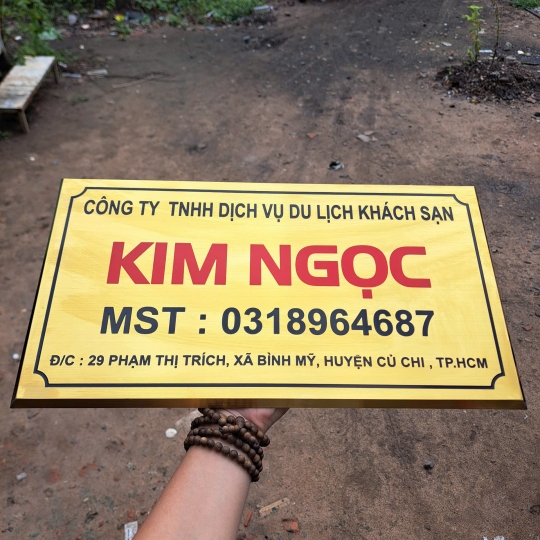 CÔNG TY TNHH DỊCH VỤ DU LỊCH KHÁCH SẠN
KIM NGỌC
MST : 0318964687
Đ/C : 29 PHẠM THỊ TRÍCH, XÃ BÌNH MỸ, HUYỆN CỦ CHI , TP.HCM